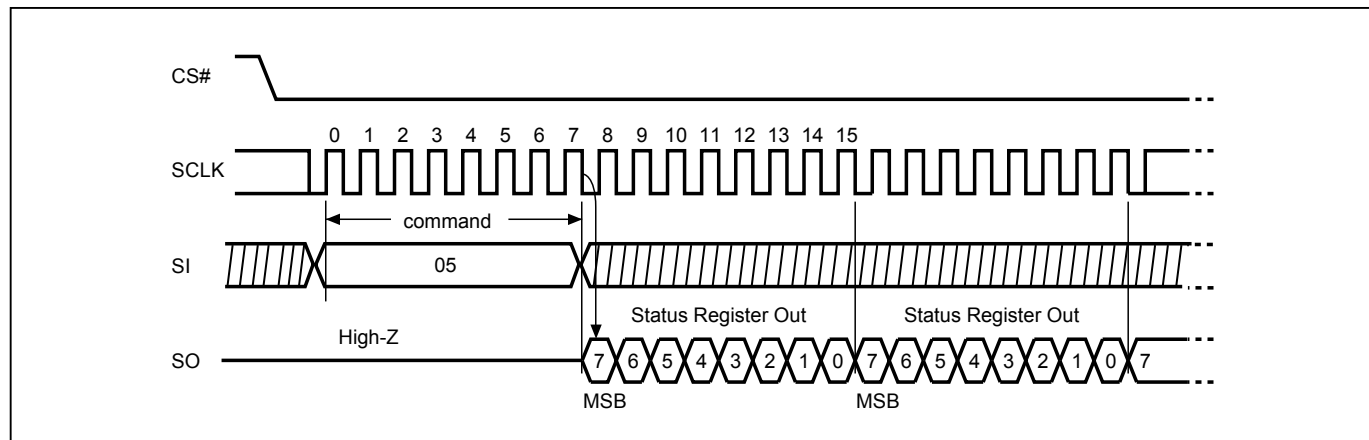 CS#
0 1 2 3 4 5 6 7 8 9 10 11 12 13 14 15
SCLK
command
SI
05
Status Register Out Status Register Out
High-Z
SO
7 6 5 4 3 2 1 0 7 6 5 4 3 2 1 0 7
MSB MSB